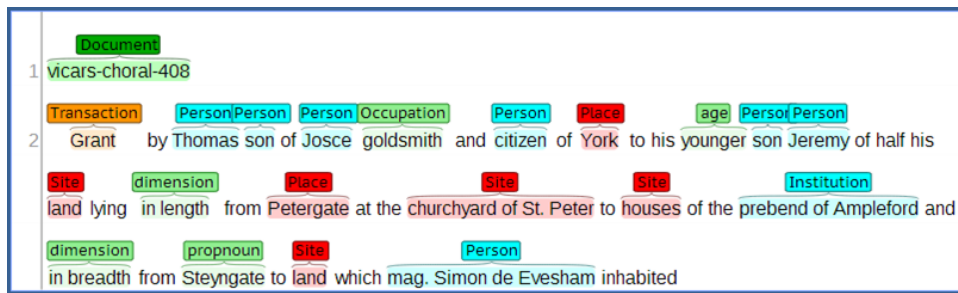 Document
1 vicars-choral-408
Transaction Person Person Person Occupation Person Place age Person Person
2 Grant by Thomas son of Josce goldsmith and citizen of York to his younger son Jeremy of half his
Site dimension Place Site Site Institution
land lying in length from Petergate at the churchyard of St. Peter to houses of the prebend of Ampleford and
dimension propnoun Site Person
in breadth from Steyngate to land which mag. Simon de Evesham inhabited